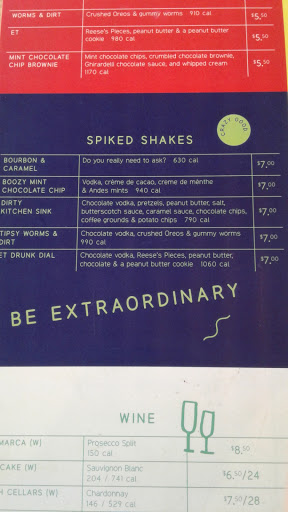 WORMS & DIRT Crushed Oreos & gummy worms 910 cal $5.50
ET Reese's Pieces, peanut butter & a peanut butter $5.50
cookie 980 cal
MINT CHOCOLATE Mint chocolate chips, crumbled chocolate brownie, $5.50
CHIP BROWNIE Ghirardeli chocolate sauce, and whipped cream
1170 cal
CRAZY GOOD
SPIKED SHAKES
BOURBON & Do you really need to ask? 630 cal $7.00
CARAMEL
BOOZY MINT Vodka, crème de cacao, creme de menthe $7.00
CHOCOLATE CHIP & Andes mints 940 cal
DIRTY Chocolate vodka, pretzels, peanut butter, salt, $7.00
KITCHEN SINK butterscotch sauce, caramel sauce, chocolate chips,
coffee grounds & potato chips 790 cal
TIPSY WORMS & Chocolate vodka, crushed Oreos & gummy worms $7.00
DIRT 990 cal
ET DRUNK DIAL Chocolate vodka, Reese's Pieces, peanut butter, $7.00
chocolate & a peanut butter cookie 1060 cal
BE EXTRAORDINARY
WINE
MARCA (W) Prosecco Split $8.50
150 cal
CAKE (W) Sauvignon Blanc $6.50/24
204 / 741 cal
H CELLARS (W) Chardonnay $7.50/28
146 / 529 cal